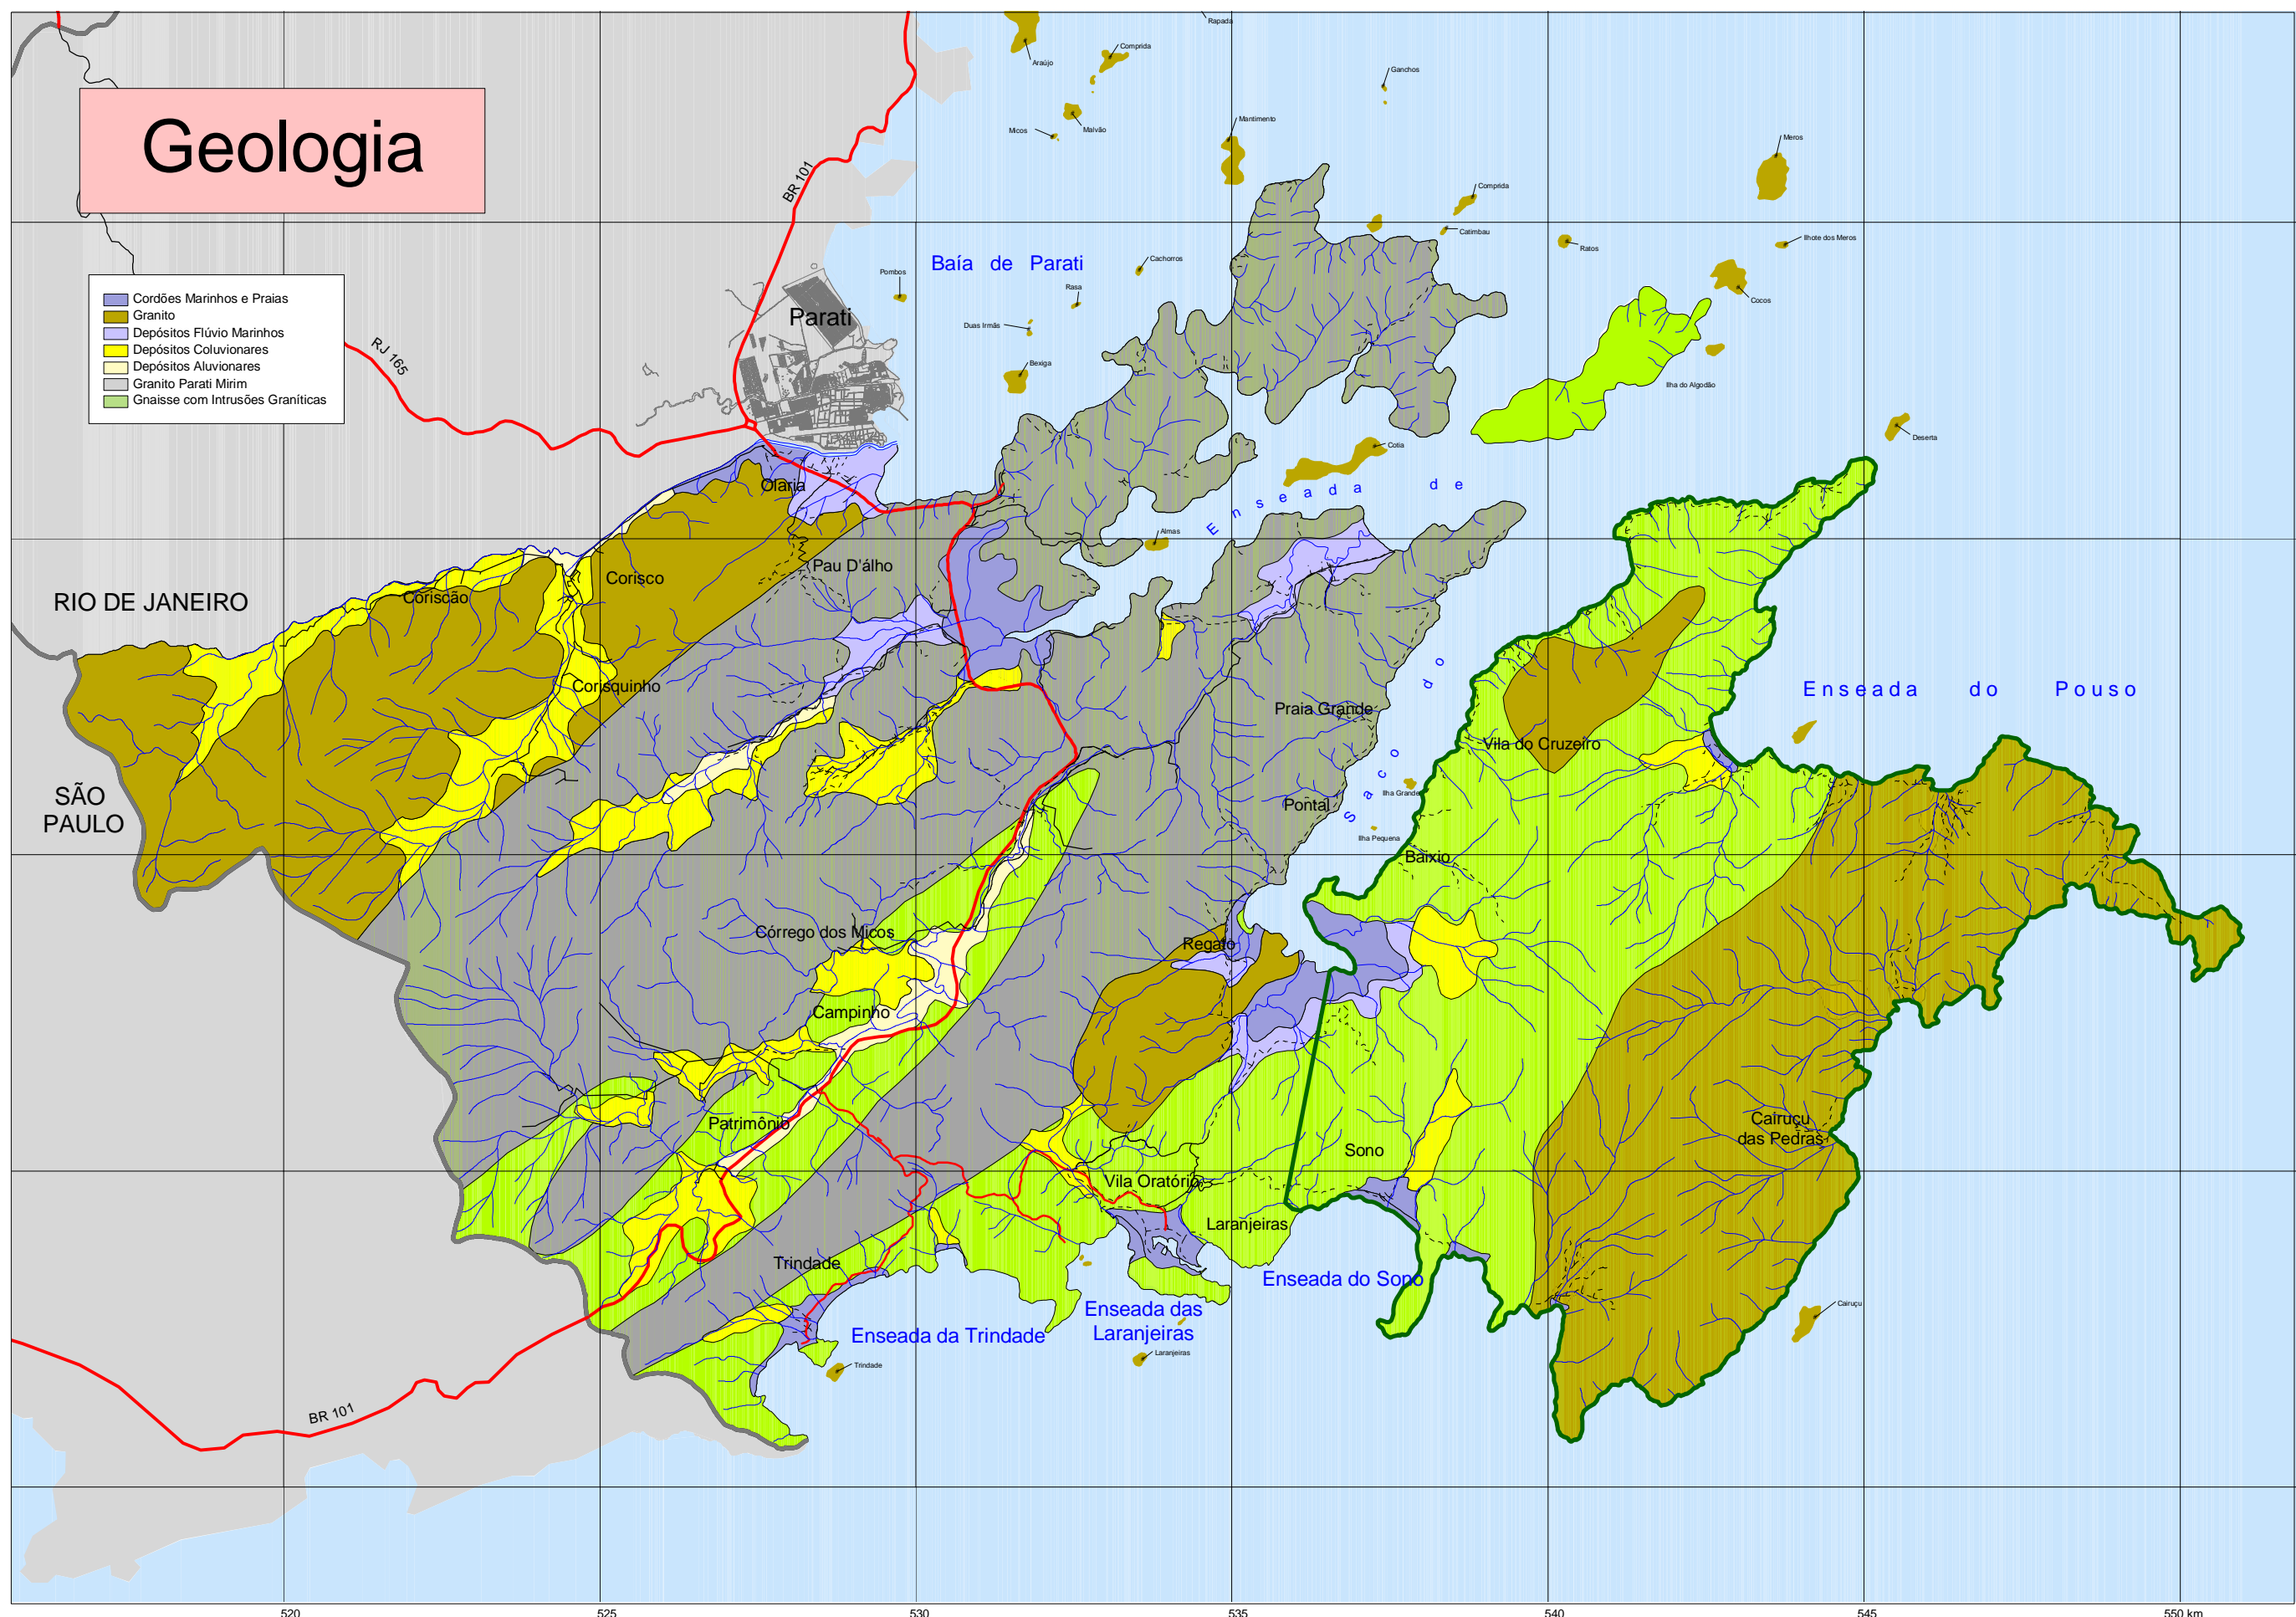 Geologia
Cordões Marinhos e Praias
Granito
Depósitos Flúvio Marinhos
Depósitos Coluvionares
Depósitos Aluvionares
Granito Parati Mirim
Gnaisse com Intrusões Graníticas
Rapada
Araújo
Comprida
Ganchos
Malvão
Micos
Mantimento
Meros
BR 101
Comprida
Catimbau
Ratos
Ilhote dos Meros
Baía de Parati
Cachorros
Pombos
Rasa
Cocos
Parati
Duas Irmãs
RJ 165
Bexiga
Ilha do Algodão
Deserta
Cotia
Olaria
Enseada de
Almas
Pau D'álho
Corisco
Coriscão
RIO DE JANEIRO
Corisquinho
Saco do
Enseada do Pouso
Praia Grande
Vila do Cruzeiro
SÃO
PAULO
Ilha Grande
Pontal
Ilha Pequena
Baixio
Córrego dos Micos
Regato
Campinho
Patrimônio
Cairuçu
das Pedras
Sono
Vila Oratório
Laranjeiras
Trindade
Enseada do Sono
Enseada das
Laranjeiras
Enseada da Trindade
Cairuçu
Laranjeiras
Trindade
BR 101
520 525 530 535 540 545 550 km